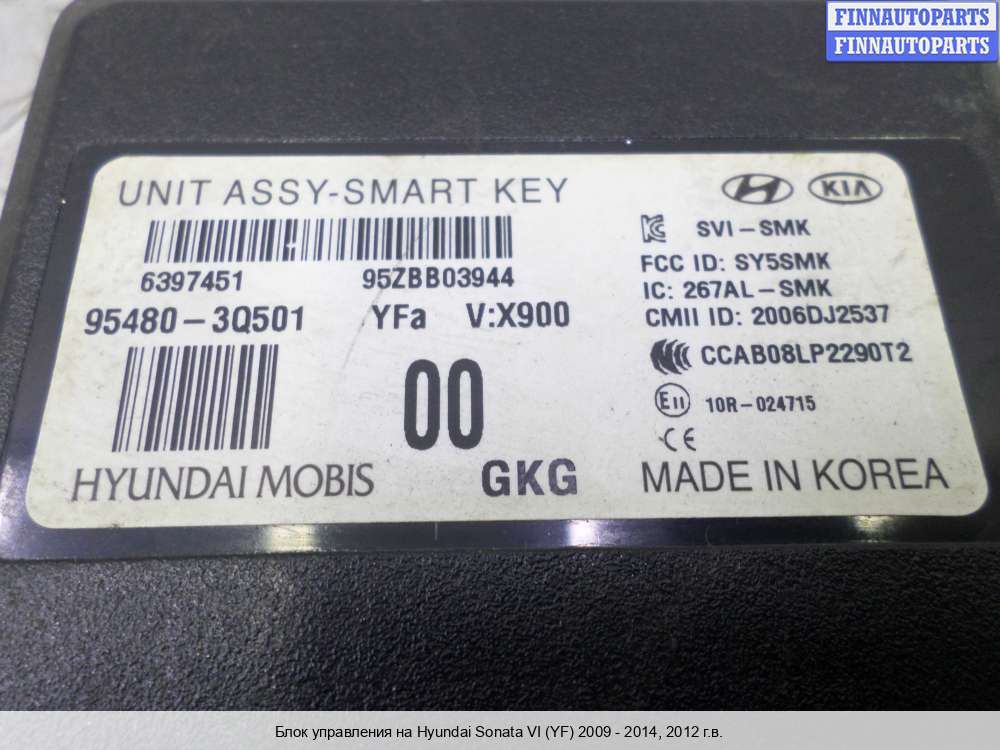 FINNAUTOPARTS
FINNAUTOPARTS
UNIT ASSY-SMART KEY
KIA
SVI-SMK
6397451 95ZBB03944
FCC ID: SY5SMK
IC: 267AL-SMK
95480-3Q501 YFa V:X900
CMII ID: 2006DJ2537
CCAB08LP2290T2
00
E11 10R-024715
CE
HYUNDAI MOBIS GKG MADE IN KOREA
Блок управления на Hyundai Sonata VI (YF) 2009 - 2014, 2012 г.в.